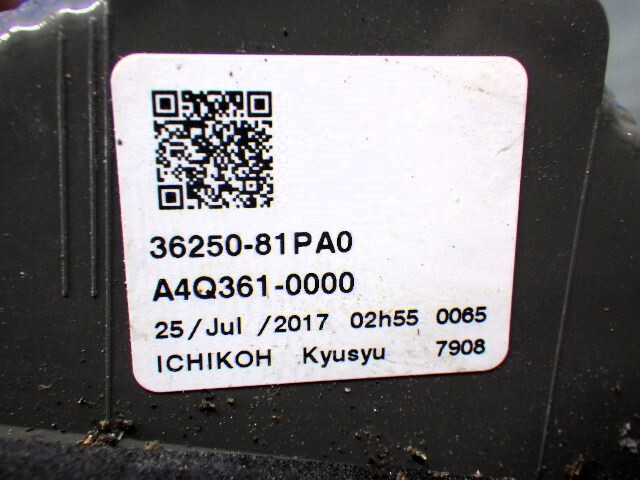 36250-81PA0
A4Q361-0000
25/Jul /2017 02h55 0065
ICHIKOH Kyusyu 7908